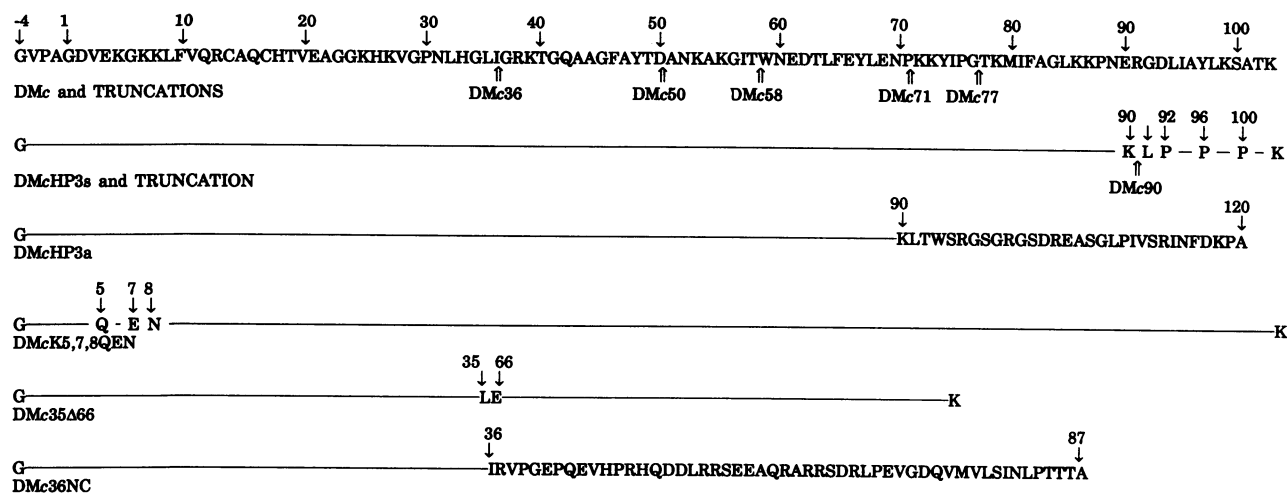 -4 1 10 20 30 40 50 60 70 80 90 100
GVPAGDVEKGKKLFVQRCAQCHTVEAGGKHKVGPNLHGLIGRKTGQAAGFAYTDANKAKGITWNEDTLFEYLENPKKYIPGTKMIFAGLKKPNERGDLIAYLKSATK
DMc and TRUNCATIONS DMc36 DMc50 DMc58 DMc71 DMc77
90 92 96 100
G K L P – P – P – K
DMcHP3s and TRUNCATION DMc90
90 120
G KLTWSRGSGRGSDREASGLPIVSRINFDKPA
DMcHP3a
5 7 8
G Q - E N K
DMcK5,7,8QEN
35 66
G LE K
DMc35Δ66
36 87
G IRVPGEPQEVHPRHQDDLRRSEEAQRARRSDRLPEVGDQVMVLSINLPTTTA
DMc36NC